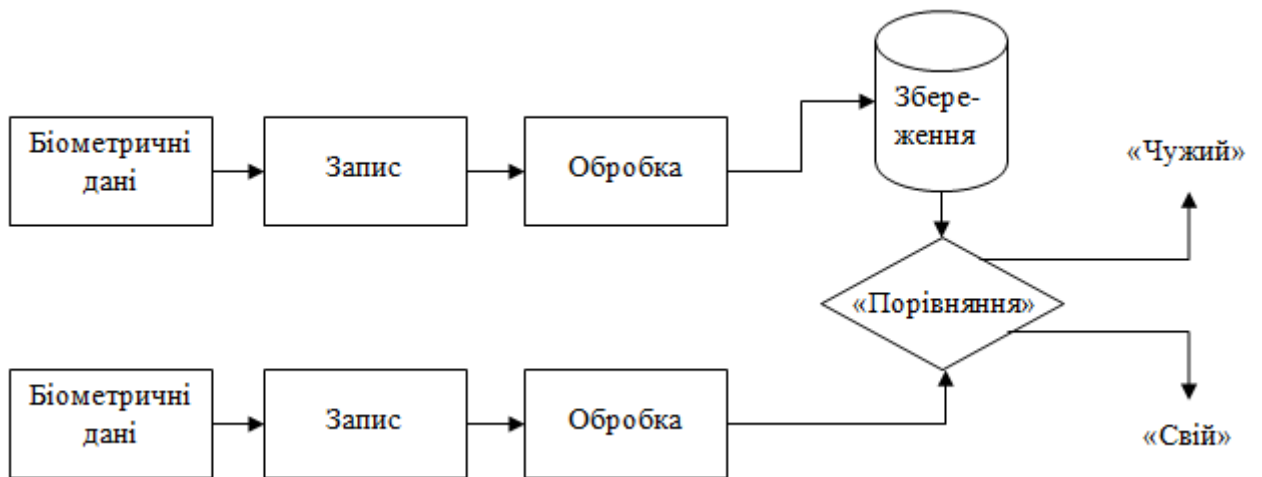 Біометричні
дані
Запис
Обробка
Збере-
ження
«Чужий»
«Порівняння»
Біометричні
дані
Запис
Обробка
«Свій»